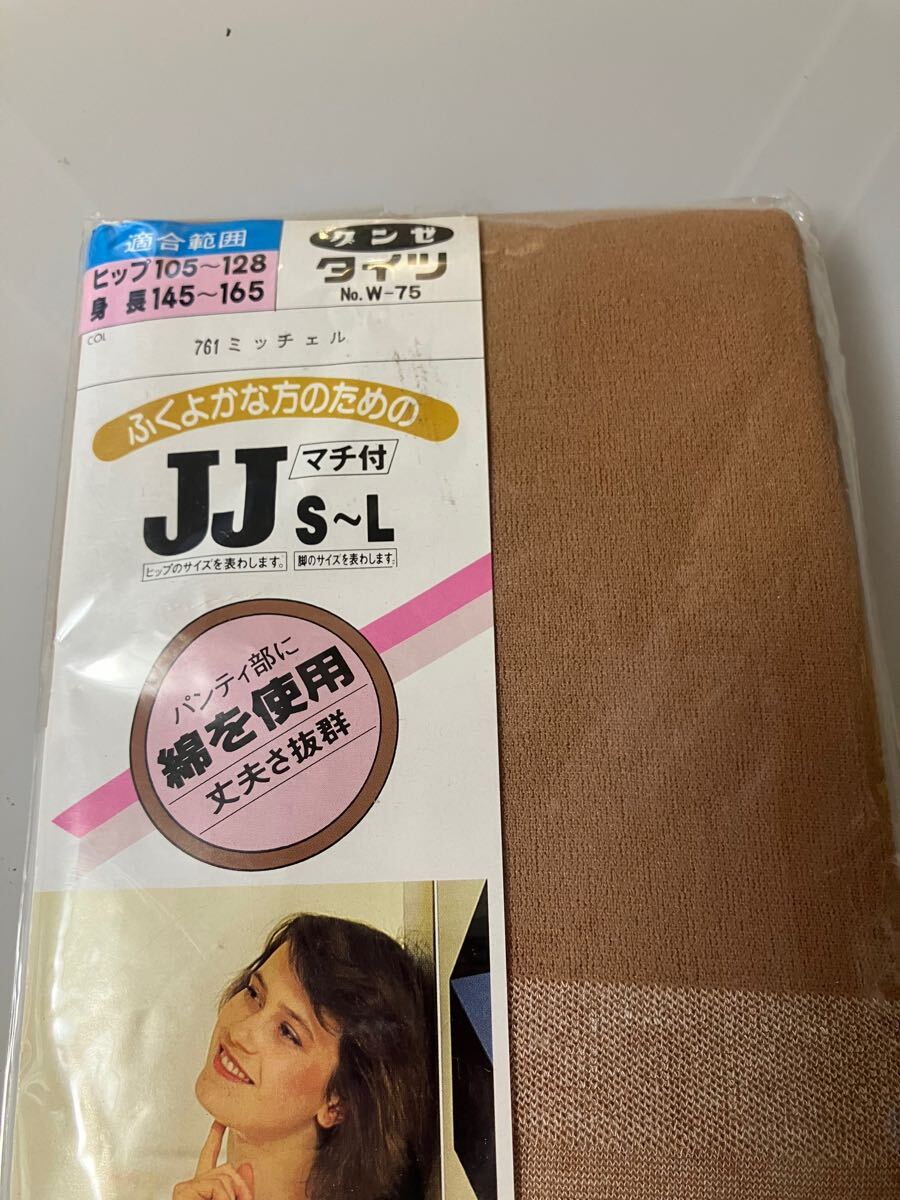 適合範囲
ヒップ105～128
身長145～165
グンゼ
タイツ
No.W-75
COL
761ミッチェル
ふくよかな方のための
JJ
マチ付
S～L
ヒップのサイズを表わします。
脚のサイズを表わします。
パンティ部に
綿を使用
丈夫さ抜群